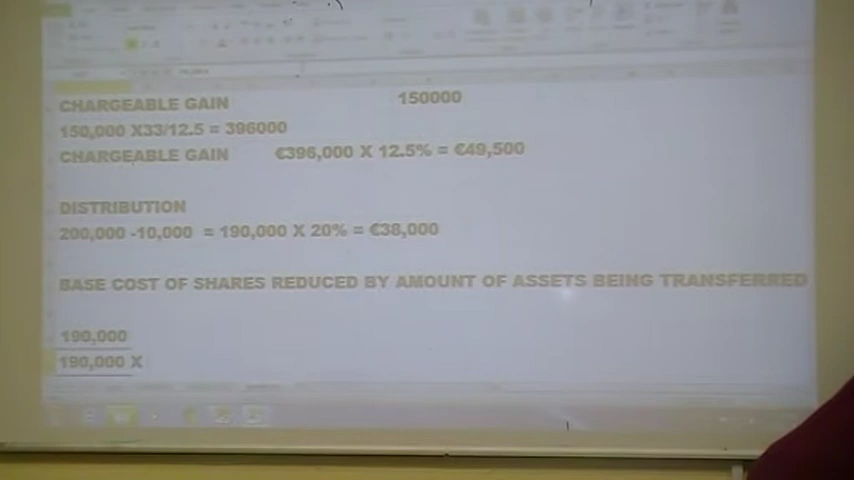 CHARGEABLE GAIN 150000
150,000 X33/12.5 = 396000
CHARGEABLE GAIN €396,000 X 12.5% = €49,500
DISTRIBUTION
200,000 -10,000 = 190,000 X 20% = €38,000
BASE COST OF SHARES REDUCED BY AMOUNT OF ASSETS BEING TRANSFERRED
190,000
190,000 X